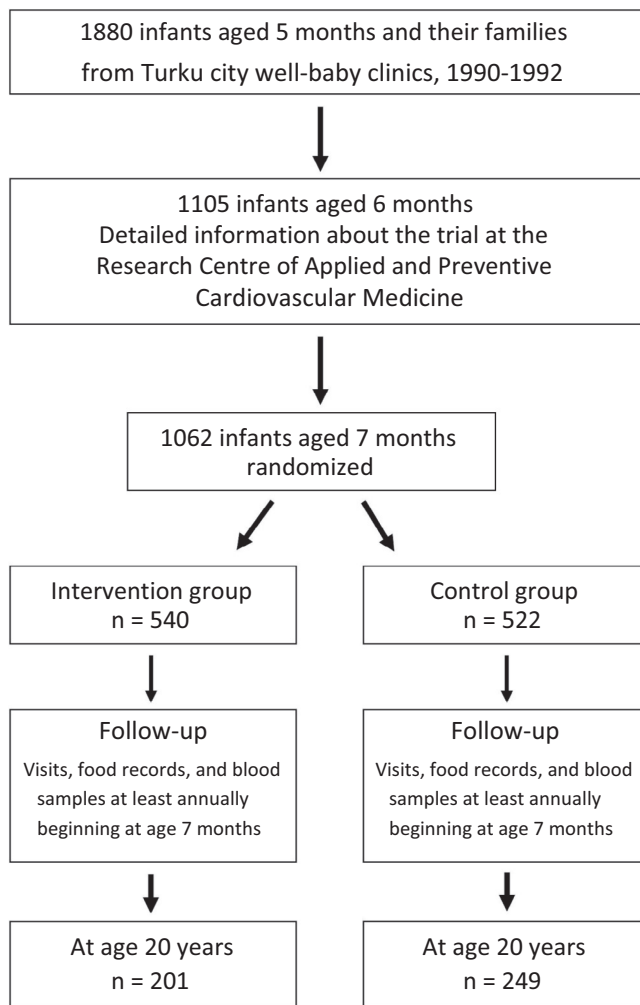 1880 infants aged 5 months and their families
from Turku city well-baby clinics, 1990-1992
1105 infants aged 6 months
Detailed information about the trial at the
Research Centre of Applied and Preventive
Cardiovascular Medicine
1062 infants aged 7 months
randomized
Intervention group
n = 540
Control group
n = 522
Follow-up
Visits, food records, and blood
samples at least annually
beginning at age 7 months
Follow-up
Visits, food records, and blood
samples at least annually
beginning at age 7 months
At age 20 years
n = 201
At age 20 years
n = 249